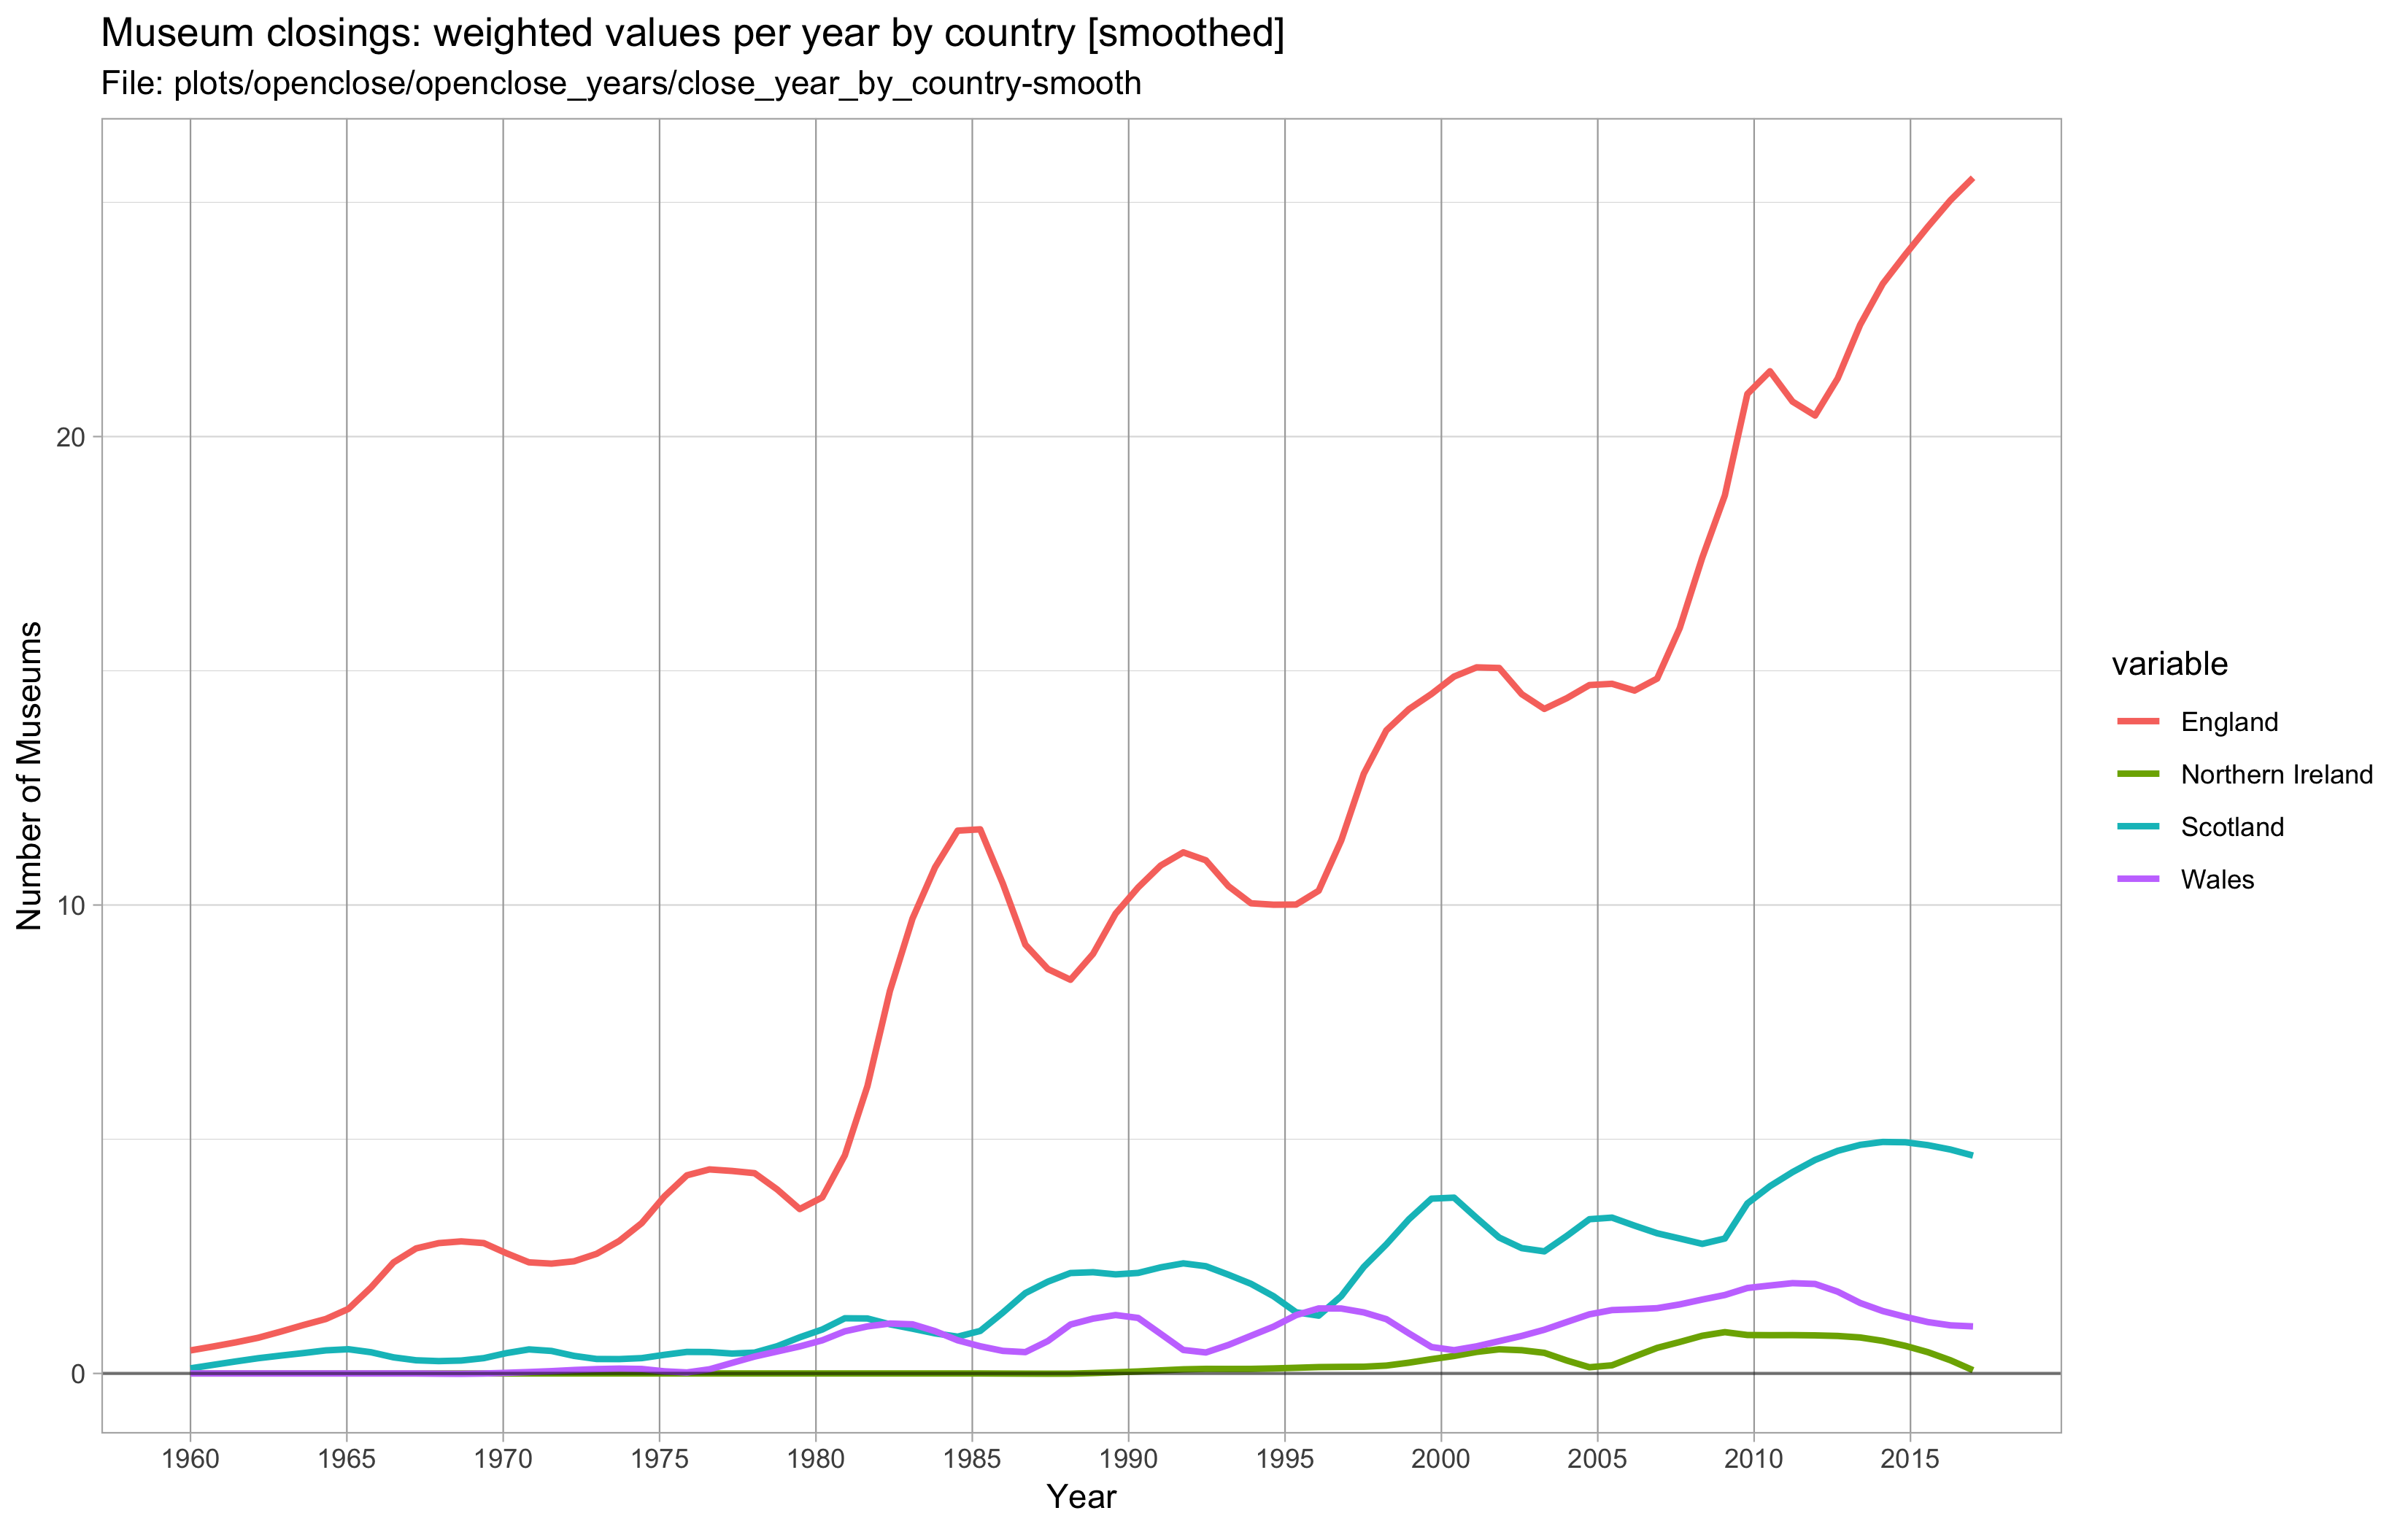 Museum closings: weighted values per year by country [smoothed]
File: plots/openclose/openclose_years/close_year_by_country-smooth
Number of Museums
20
10
0
1960 1965 1970 1975 1980 1985 1990 1995 2000 2005 2010 2015
Year
variable
England
Northern Ireland
Scotland
Wales